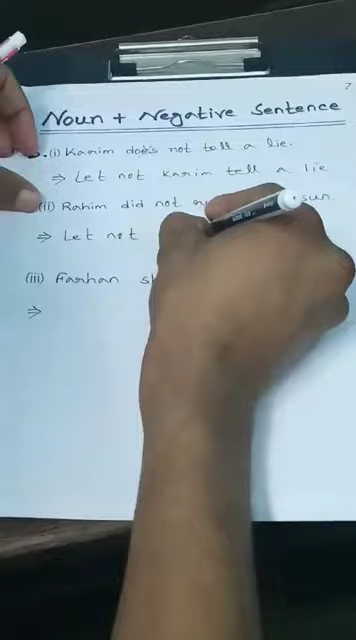 Noun + Negative Sentence
(i) Karim does not tell a lie.
⇒ Let not Karim tell a lie
(ii) Rahim did not sun.
⇒ Let not
(iii) Farhan
⇒